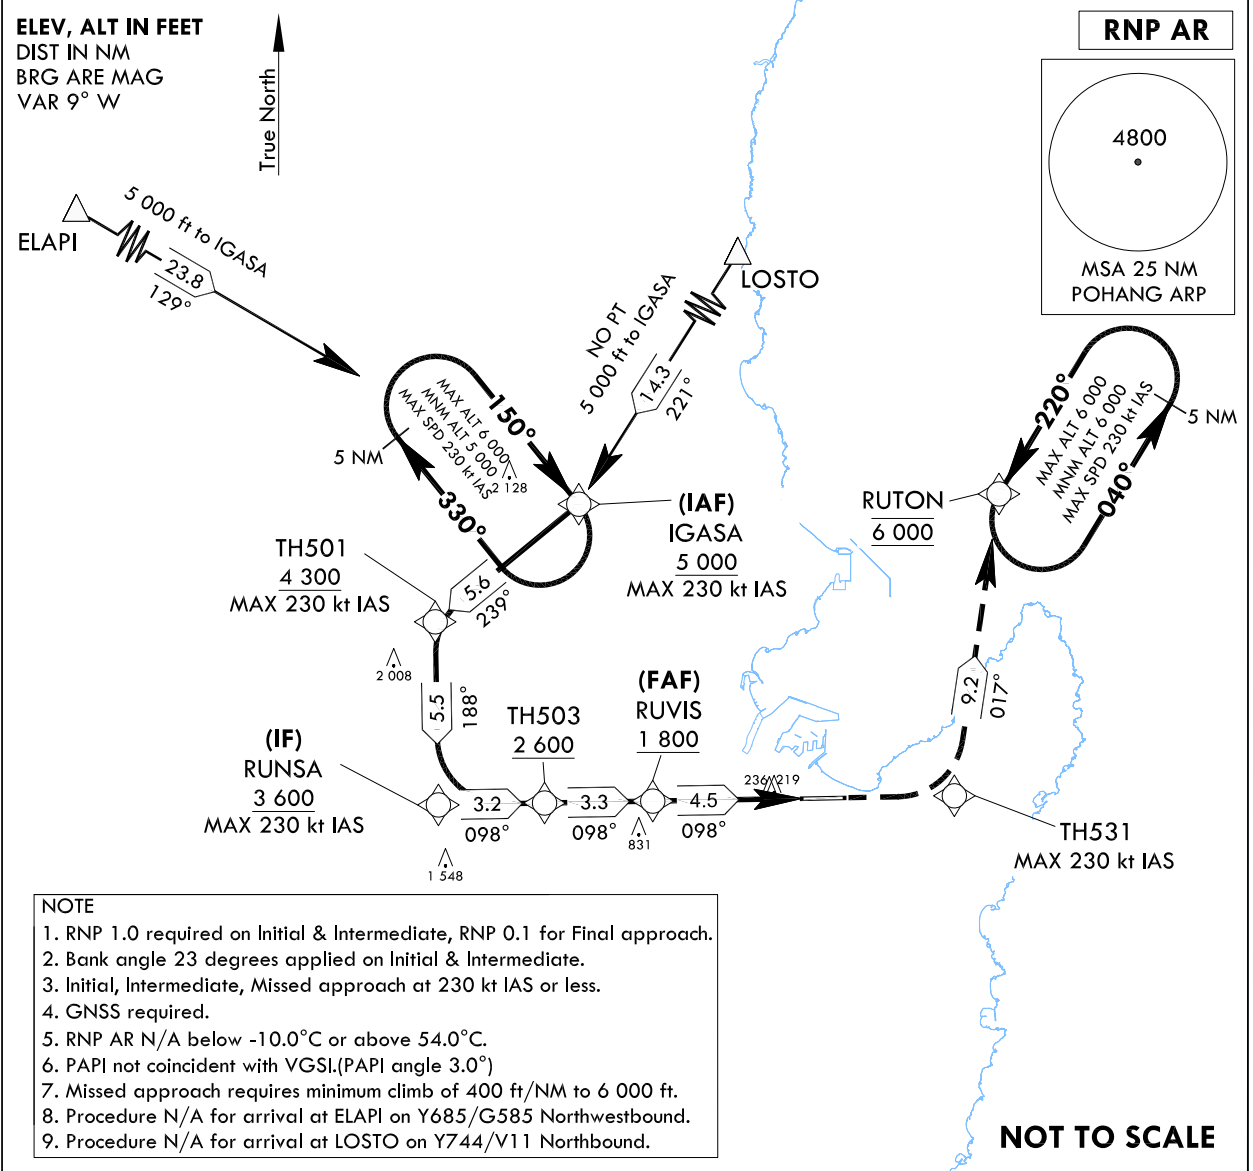 ELEV, ALT IN FEET
DIST IN NM
BRG ARE MAG
VAR 9° W
True North
RNP AR
4800
MSA 25 NM
POHANG ARP
ELAPI
5 000 ft to IGASA
23.8
129°
LOSTO
NO PT
5 000 ft to IGASA
14.3
221°
MAX ALT 6 000
MNM ALT 5 000
MAX SPD 230 kt IAS
150°
330°
5 NM
2 128
(IAF)
IGASA
5 000
MAX 230 kt IAS
RUTON
6 000
220°
MAX ALT 6 000
MNM ALT 6 000
MAX SPD 230 kt IAS
040°
5 NM
TH501
4 300
MAX 230 kt IAS
5.6
239°
2 008
5.5
188°
(IF)
RUNSA
3 600
MAX 230 kt IAS
TH503
2 600
(FAF)
RUVIS
1 800
3.2
098°
3.3
098°
4.5
098°
831
1 548
236
219
9.2
017°
TH531
MAX 230 kt IAS
NOTE
1. RNP 1.0 required on Initial & Intermediate, RNP 0.1 for Final approach.
2. Bank angle 23 degrees applied on Initial & Intermediate.
3. Initial, Intermediate, Missed approach at 230 kt IAS or less.
4. GNSS required.
5. RNP AR N/A below -10.0°C or above 54.0°C.
6. PAPI not coincident with VGSI.(PAPI angle 3.0°)
7. Missed approach requires minimum climb of 400 ft/NM to 6 000 ft.
8. Procedure N/A for arrival at ELAPI on Y685/G585 Northwestbound.
9. Procedure N/A for arrival at LOSTO on Y744/V11 Northbound.
NOT TO SCALE